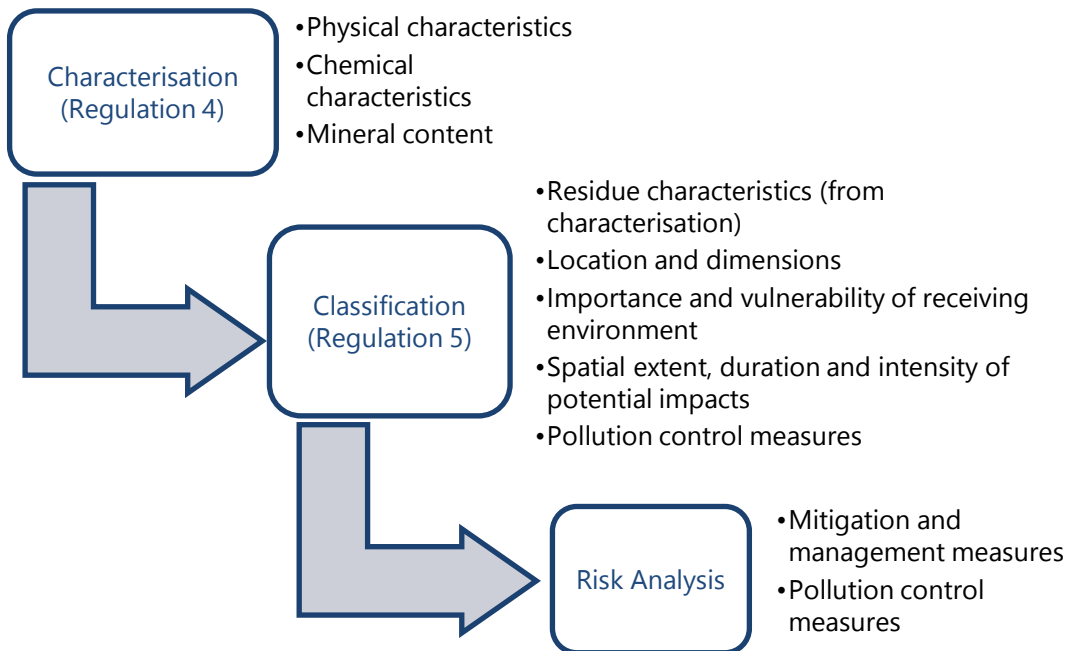 Characterisation
(Regulation 4)
•Physical characteristics
•Chemical
characteristics
•Mineral content
Classification
(Regulation 5)
•Residue characteristics (from
characterisation)
•Location and dimensions
•Importance and vulnerability of receiving
environment
•Spatial extent, duration and intensity of
potential impacts
•Pollution control measures
Risk Analysis
•Mitigation and
management measures
•Pollution control
measures